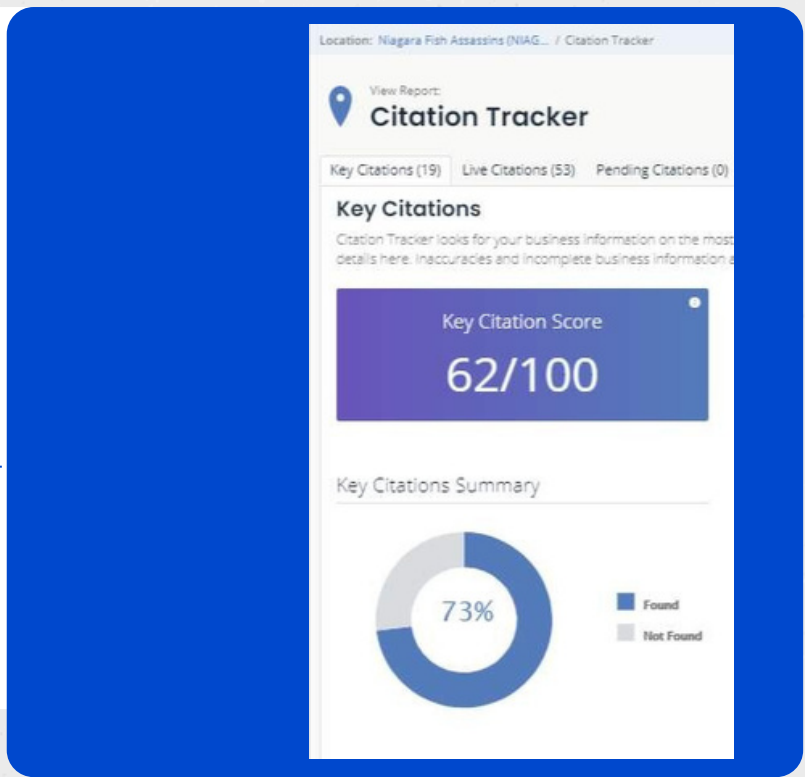 Location: Niagara Fish Assassins (NIAG... / Citation Tracker
View Report:
Citation Tracker
Key Citations (19) Live Citations (53) Pending Citations (0)
Key Citations
Citation Tracker looks for your business information on the most
details here. Inaccuracies and incomplete business information a
Key Citation Score
62/100
Key Citations Summary
73%
Found
Not Found